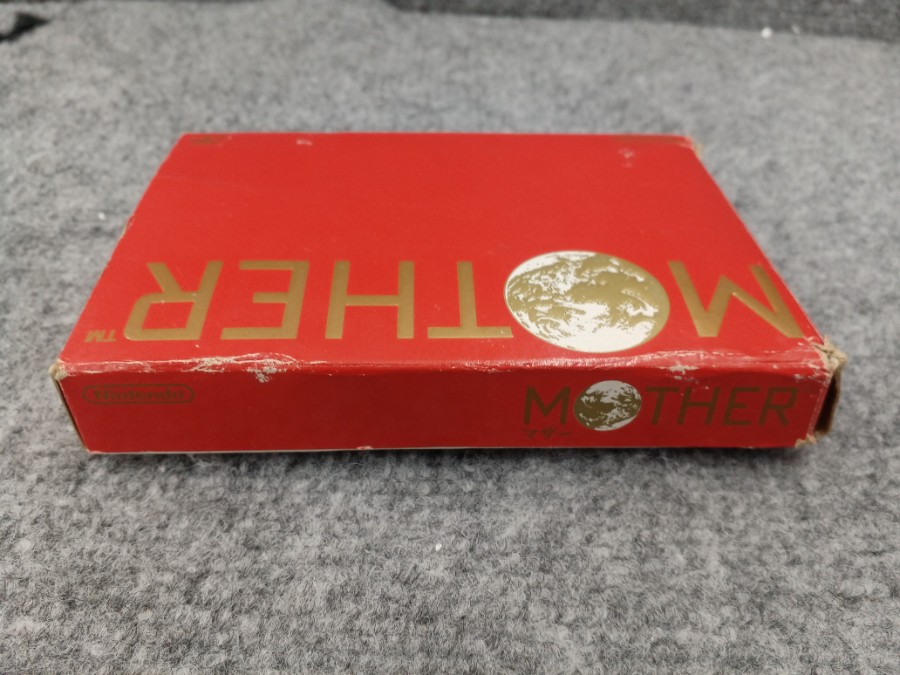 MOTHER
TM
Nintendo
MOTHER
マザー